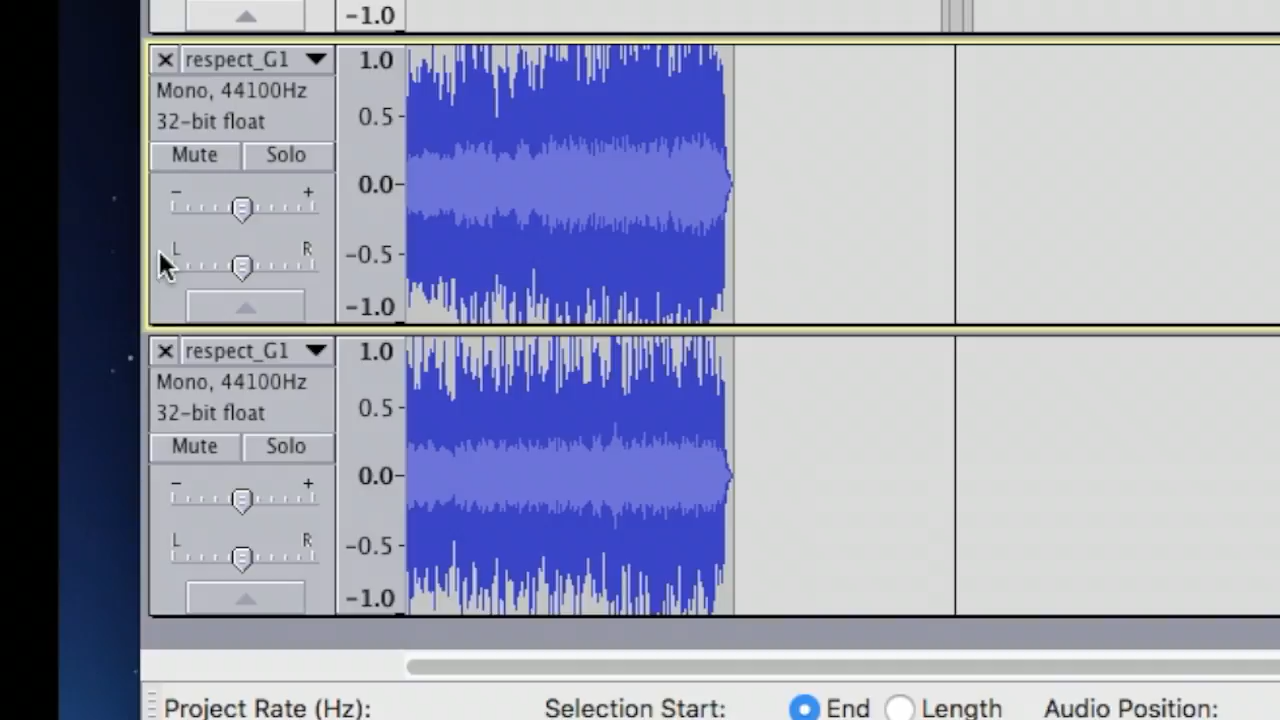 -1.0
respect_G1
Mono, 44100Hz
32-bit float
Mute Solo
- +
L R
1.0
0.5
0.0
-0.5
-1.0
respect_G1
Mono, 44100Hz
32-bit float
Mute Solo
- +
L R
1.0
0.5
0.0
-0.5
-1.0
Project Rate (Hz): Selection Start: End Length Audio Position: